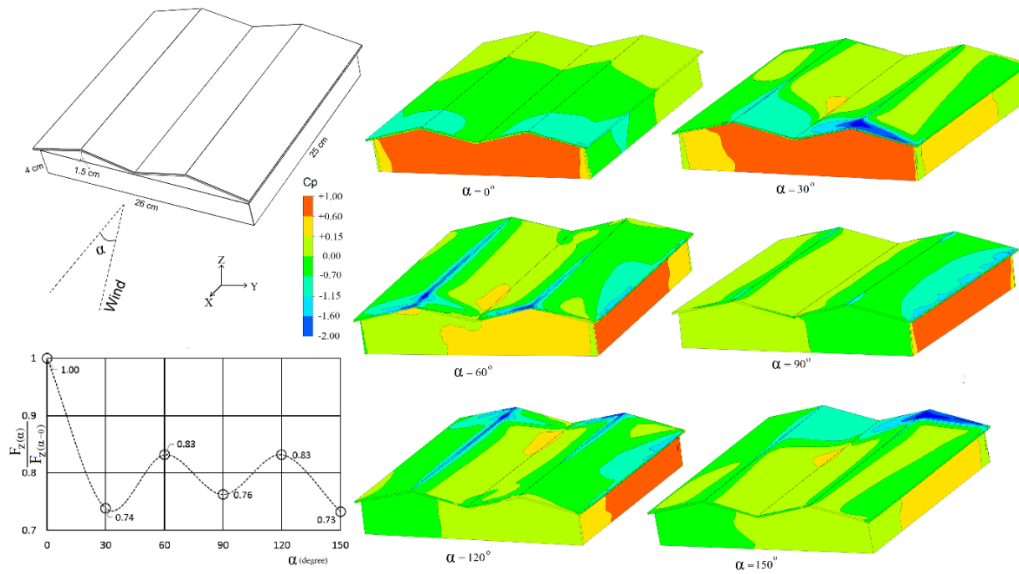 4 cm
1.5 cm
26 cm
25 cm
α
Wind
Z
Y
X
Cp
+1.00
+0.60
+0.15
0.00
-0.70
-1.15
-1.60
-2.00
α - 0°
α - 30°
α - 60°
α - 90°
α - 120°
α = 150°
F_Z(α)
F_Z(α-0)
1
0.9
0.8
0.7
1.00
0.74
0.83
0.76
0.83
0.73
0 30 60 90 120 150
α (degree)